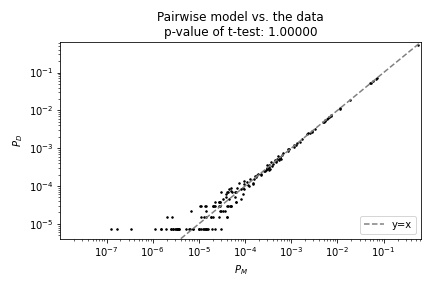 Pairwise model vs. the data
p-value of t-test: 1.00000
P_D
10^{-1}
10^{-2}
10^{-3}
10^{-4}
10^{-5}
y=x
10^{-7} 10^{-6} 10^{-5} 10^{-4} 10^{-3} 10^{-2} 10^{-1}
P_M